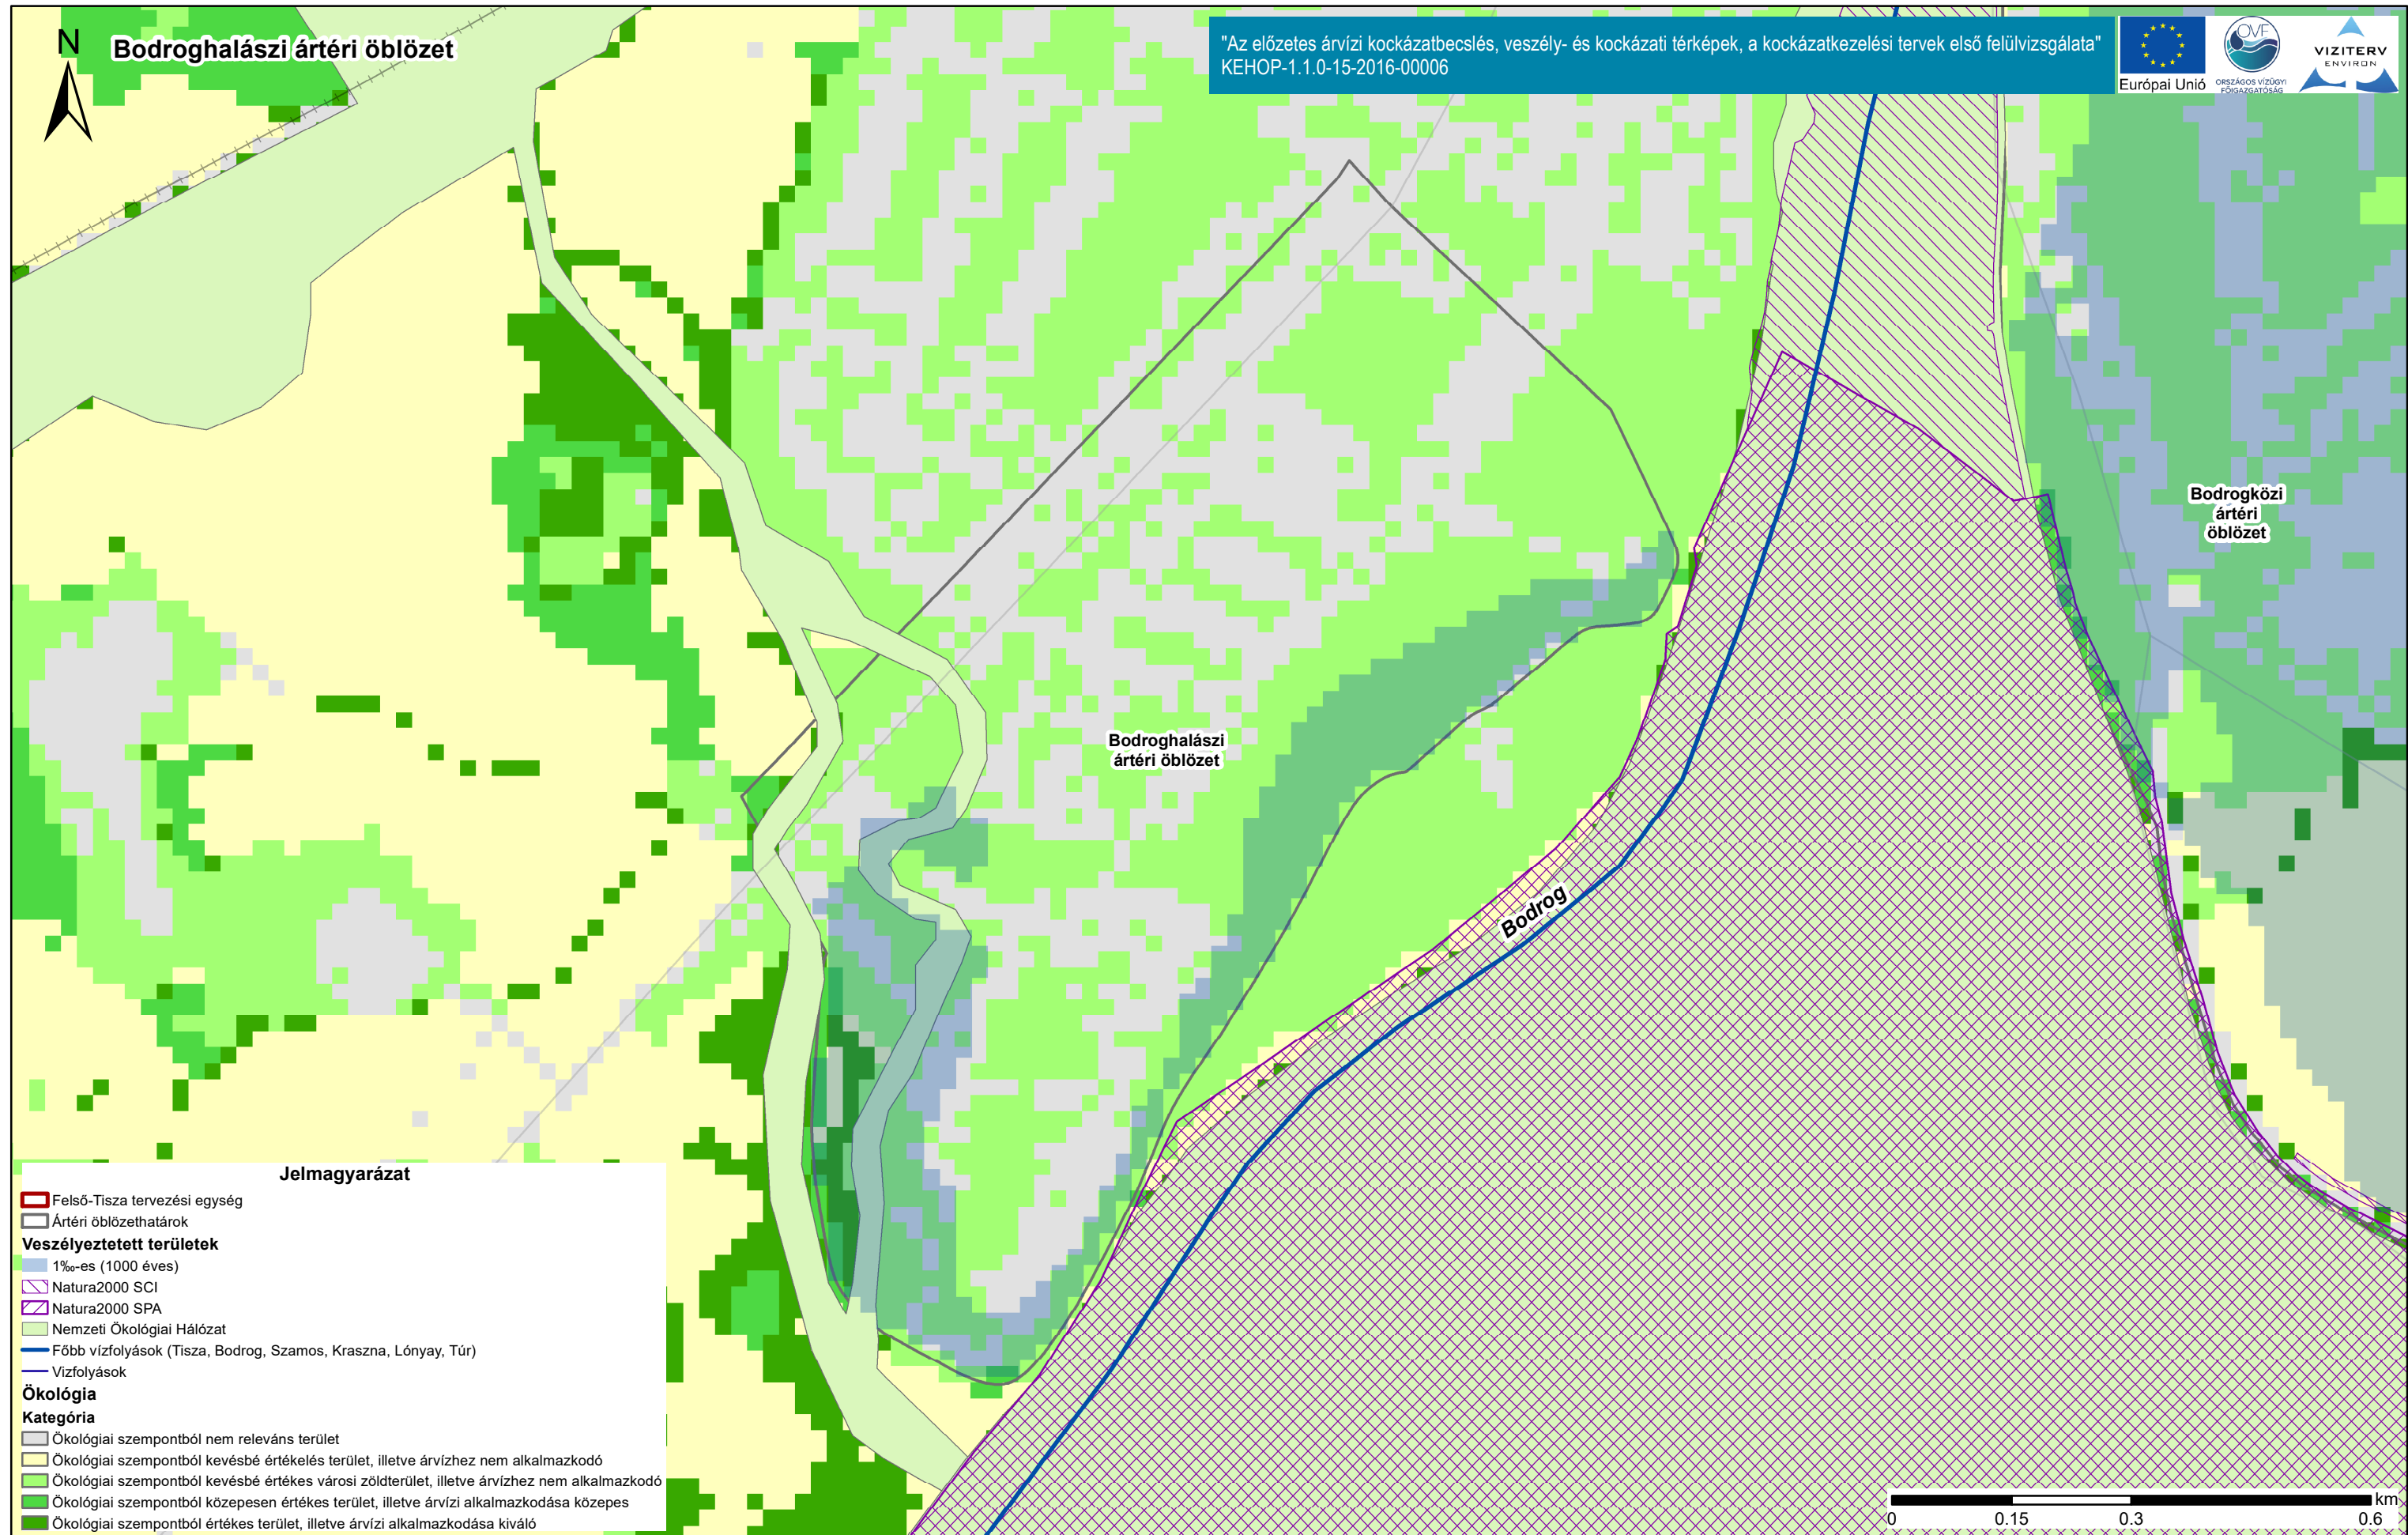 N
Bodroghalászi ártéri öblözet
"Az előzetes árvízi kockázatbecslés, veszély- és kockázati térképek, a kockázatkezelési tervek első felülvizsgálata"
KEHOP-1.1.0-15-2016-00006
Európai Unió
OVF
ORSZÁGOS VÍZÜGYI
FŐIGAZGATÓSÁG
VIZITERV
ENVIRON
Bodrogközi
ártéri
öblözet
Bodroghalászi
ártéri öblözet
Bodrog
Jelmagyarázat
Felső-Tisza tervezési egység
Ártéri öblözethatárok
Veszélyeztetett területek
1‰-es (1000 éves)
Natura2000 SCI
Natura2000 SPA
Nemzeti Ökológiai Hálózat
Főbb vízfolyások (Tisza, Bodrog, Szamos, Kraszna, Lónyay, Túr)
Vizfolyások
Ökológia
Kategória
Ökológiai szempontból nem releváns terület
Ökológiai szempontból kevésbé értékelés terület, illetve árvízhez nem alkalmazkodó
Ökológiai szempontból kevésbé értékes városi zöldterület, illetve árvízhez nem alkalmazkodó
Ökológiai szempontból közepesen értékes terület, illetve árvízi alkalmazkodása közepes
Ökológiai szempontból értékes terület, illetve árvízi alkalmazkodása kiváló
km
0 0.15 0.3 0.6